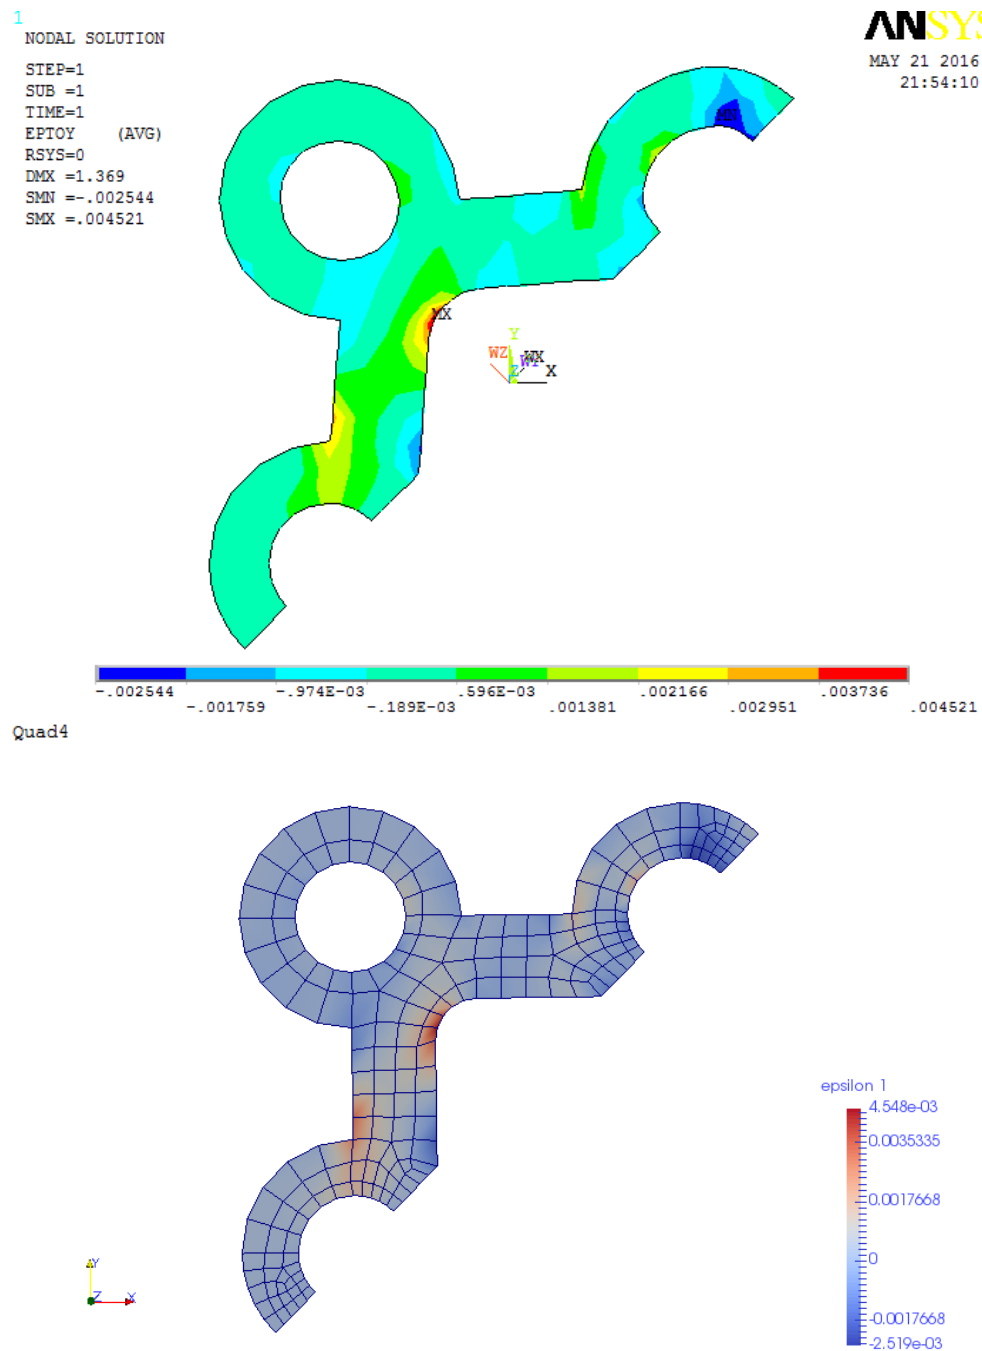 1
NODAL SOLUTION
ANSYS
MAY 21 2016
21:54:10
STEP=1
SUB =1
TIME=1
EPTOY (AVG)
RSYS=0
DMX =1.369
SMN =-.002544
SMX =.004521
MN
MX
Y
WZ WY WX
Z X
-.002544 -.974E-03 .596E-03 .002166 .003736
-.001759 -.189E-03 .001381 .002951 .004521
Quad4
epsilon 1
4.548e-03
0.0035335
0.0017668
0
-0.0017668
-2.519e-03
Y
Z X